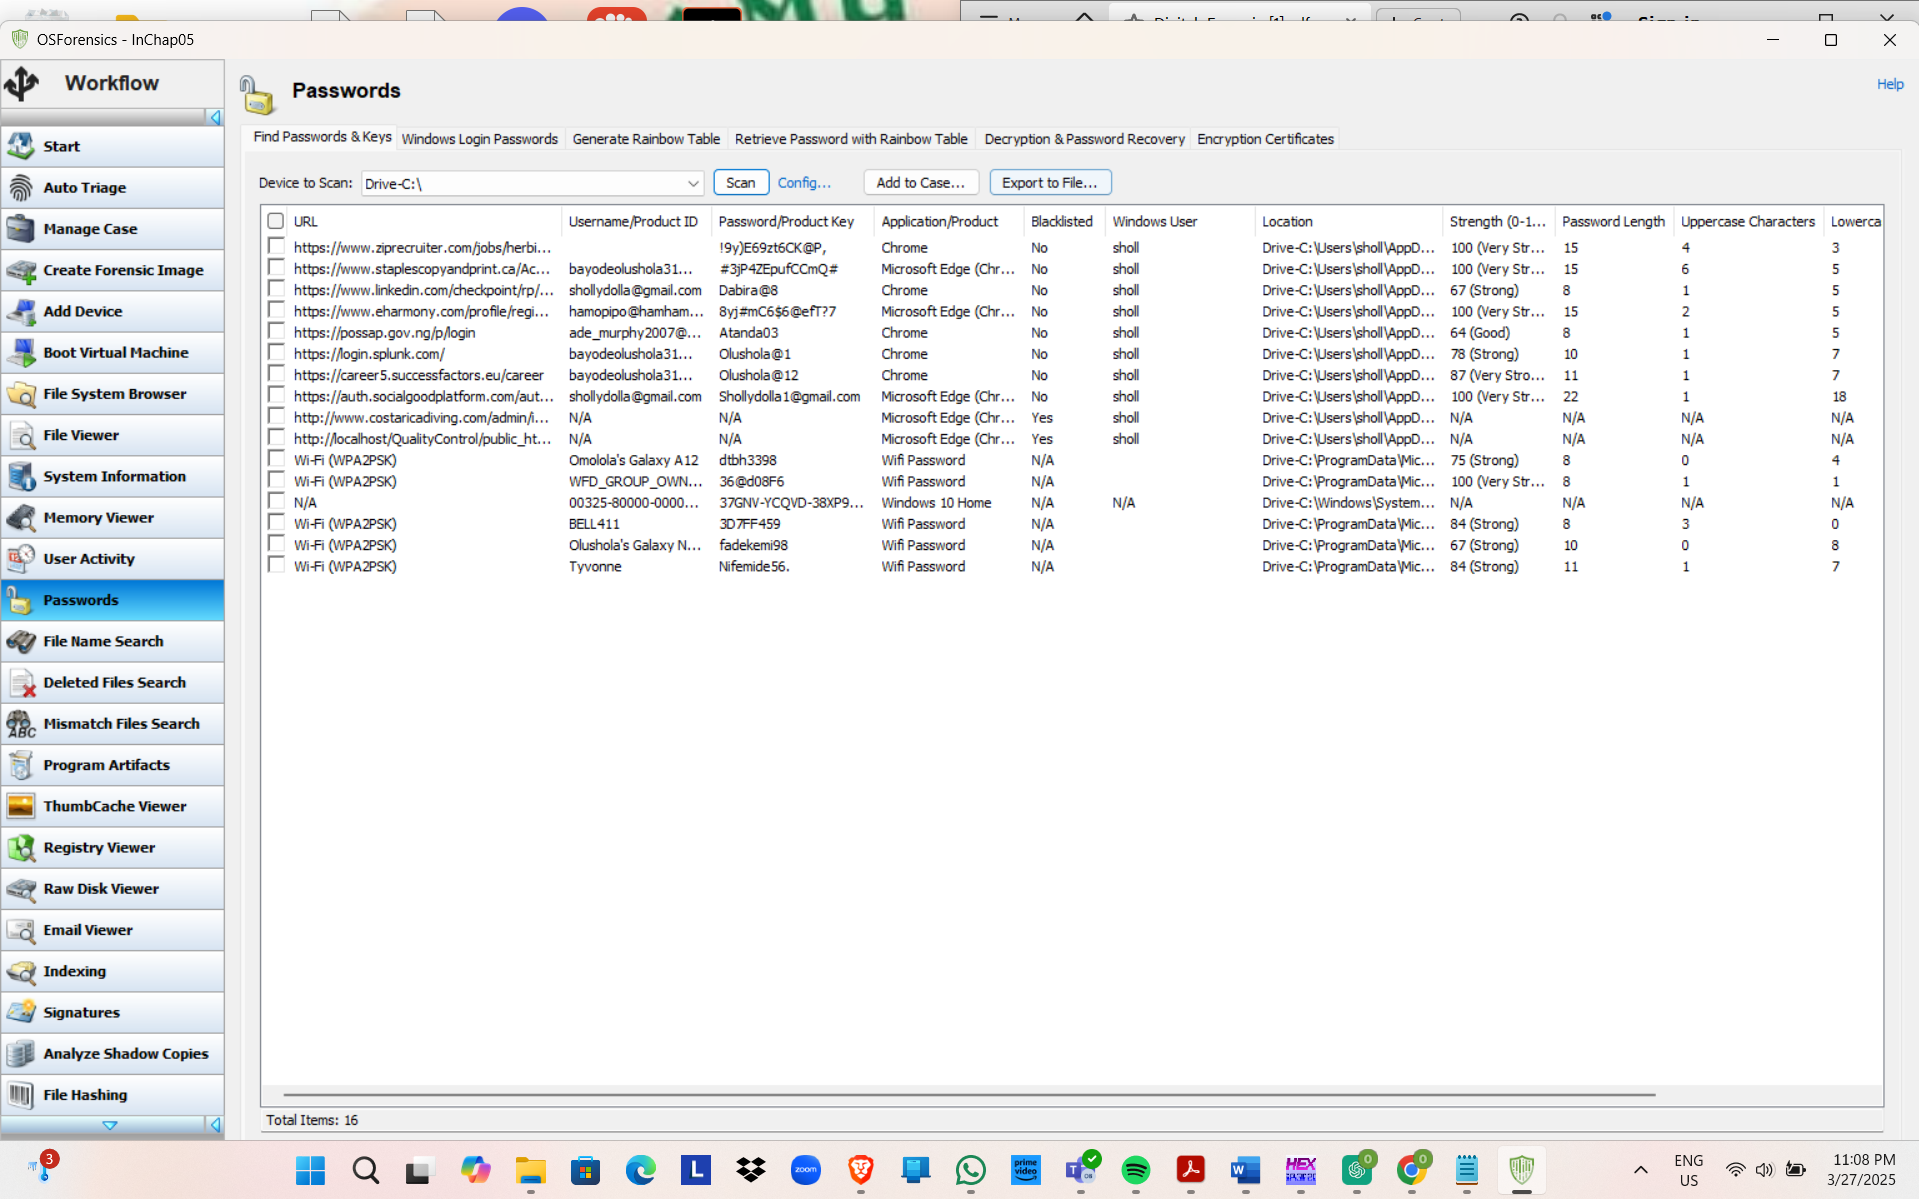 OSForensics - InChap05
Workflow
Start
Auto Triage
Manage Case
Create Forensic Image
Add Device
Boot Virtual Machine
File System Browser
File Viewer
System Information
Memory Viewer
User Activity
Passwords
File Name Search
Deleted Files Search
Mismatch Files Search
Program Artifacts
ThumbCache Viewer
Registry Viewer
Raw Disk Viewer
Email Viewer
Indexing
Signatures
Analyze Shadow Copies
File Hashing
Passwords
Help
Find Passwords & Keys Windows Login Passwords Generate Rainbow Table Retrieve Password with Rainbow Table Decryption & Password Recovery Encryption Certificates
Device to Scan: Drive-C:\ Scan Config... Add to Case... Export to File...
URL Username/Product ID Password/Product Key Application/Product Blacklisted Windows User Location Strength (0-1... Password Length Uppercase Characters Lowerca
https://www.ziprecruiter.com/jobs/herbi... !9y)E69zt6CK@P, Chrome No sholl Drive-C:\Users\sholl\AppD... 100 (Very Str... 15 4 3
https://www.staplescopyandprint.ca/Ac... bayodeolushola31... #3jP4ZEpufCCmQ# Microsoft Edge (Chr... No sholl Drive-C:\Users\sholl\AppD... 100 (Very Str... 15 6 5
https://www.linkedin.com/checkpoint/rp/... shollydolla@gmail.com Dabira@8 Chrome No sholl Drive-C:\Users\sholl\AppD... 67 (Strong) 8 1 5
https://www.eharmony.com/profile/regi... hamopipo@hamham... 8yj#mC6$6@efT?7 Microsoft Edge (Chr... No sholl Drive-C:\Users\sholl\AppD... 100 (Very Str... 15 2 5
https://possap.gov.ng/p/login ade_murphy2007@... Atanda03 Chrome No sholl Drive-C:\Users\sholl\AppD... 64 (Good) 8 1 5
https://login.splunk.com/ bayodeolushola31... Olushola@1 Chrome No sholl Drive-C:\Users\sholl\AppD... 78 (Strong) 10 1 7
https://career5.successfactors.eu/career bayodeolushola31... Olushola@12 Chrome No sholl Drive-C:\Users\sholl\AppD... 87 (Very Stro... 11 1 7
https://auth.socialgoodplatform.com/aut... shollydolla@gmail.com Shollydolla1@gmail.com Microsoft Edge (Chr... No sholl Drive-C:\Users\sholl\AppD... 100 (Very Str... 22 1 18
http://www.costaricadiving.com/admin/i... N/A N/A Microsoft Edge (Chr... Yes sholl Drive-C:\Users\sholl\AppD... N/A N/A N/A N/A
http://localhost/QualityControl/public_ht... N/A N/A Microsoft Edge (Chr... Yes sholl Drive-C:\Users\sholl\AppD... N/A N/A N/A N/A
Wi-Fi (WPA2PSK) Omolola's Galaxy A12 dtbh3398 Wifi Password N/A Drive-C:\ProgramData\Mic... 75 (Strong) 8 0 4
Wi-Fi (WPA2PSK) WFD_GROUP_OWN... 36@d08F6 Wifi Password N/A Drive-C:\ProgramData\Mic... 100 (Very Str... 8 1 1
N/A 00325-80000-0000... 37GNV-YCQVD-38XP9... Windows 10 Home N/A N/A Drive-C:\Windows\System... N/A N/A N/A N/A
Wi-Fi (WPA2PSK) BELL411 3D7FF459 Wifi Password N/A Drive-C:\ProgramData\Mic... 84 (Strong) 8 3 0
Wi-Fi (WPA2PSK) Olushola's Galaxy N... fadekemi98 Wifi Password N/A Drive-C:\ProgramData\Mic... 67 (Strong) 10 0 8
Wi-Fi (WPA2PSK) Tyvonne Nifemide56. Wifi Password N/A Drive-C:\ProgramData\Mic... 84 (Strong) 11 1 7
Total Items: 16
3
L
zoom
prime video
HEX
0
0
ENG
US
11:08 PM
3/27/2025